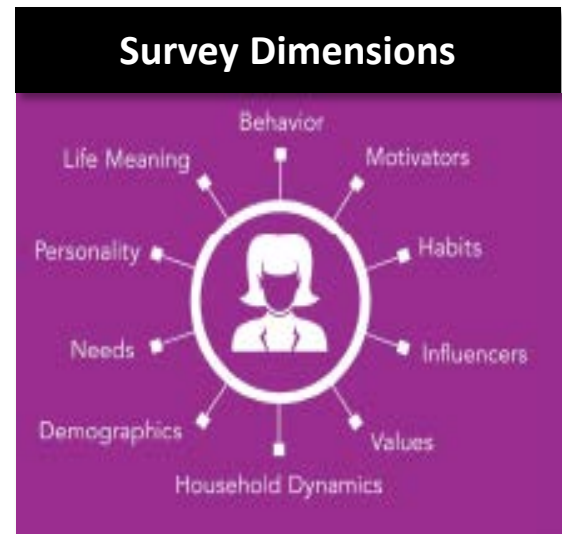 Survey Dimensions
Behavior
Life Meaning
Motivators
Personality
Habits
Needs
Influencers
Demographics
Values
Household Dynamics